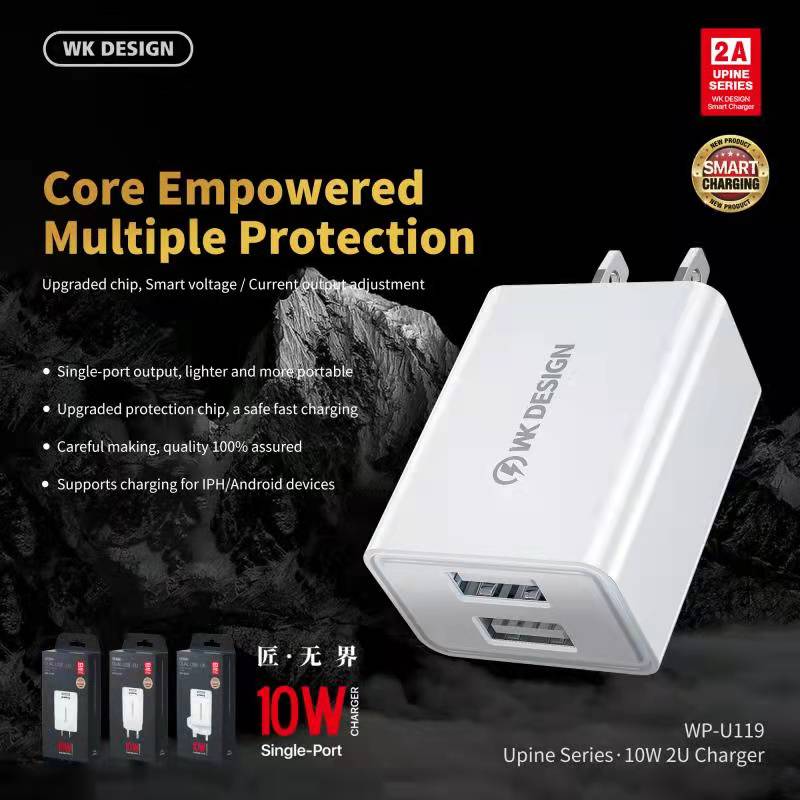 WK DESIGN
2A
UPINE
SERIES
WK DESIGN
Smart Charger
NEW PRODUCT
SMART
CHARGING
NEW PRODUCT
Core Empowered
Multiple Protection
Upgraded chip, Smart voltage / Current output adjustment
Single-port output, lighter and more portable
Upgraded protection chip, a safe fast charging
Careful making, quality 100% assured
Supports charging for IPH/Android devices
WK DESIGN
匠·无界
10W
CHARGER
Single-Port
10W
10W
10W
WP-U119
Upine Series·10W 2U Charger